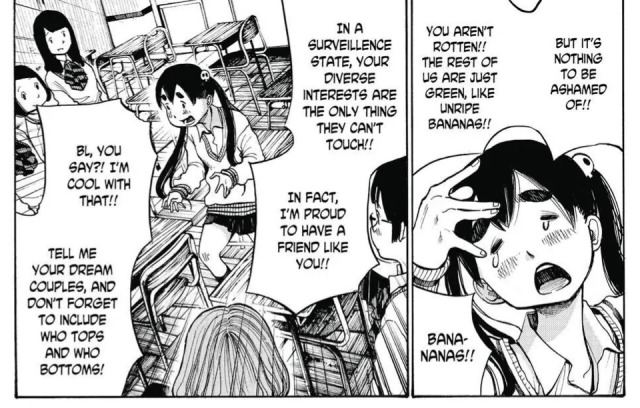 BUT IT'S
NOTHING
TO BE
ASHAMED
OF!!
YOU AREN'T
ROTTEN!!
THE REST OF
US ARE JUST
GREEN, LIKE
UNRIPE
BANANAS!!
BANA-
NANAS!!
IN A
SURVEILLENCE
STATE, YOUR
DIVERSE
INTERESTS ARE
THE ONLY THING
THEY CAN'T
TOUCH!!
IN FACT,
I'M PROUD
TO HAVE A
FRIEND LIKE
YOU!!
BL, YOU
SAY?! I'M
COOL WITH
THAT!!
TELL ME
YOUR DREAM
COUPLES, AND
DON'T FORGET
TO INCLUDE
WHO TOPS
AND WHO
BOTTOMS!